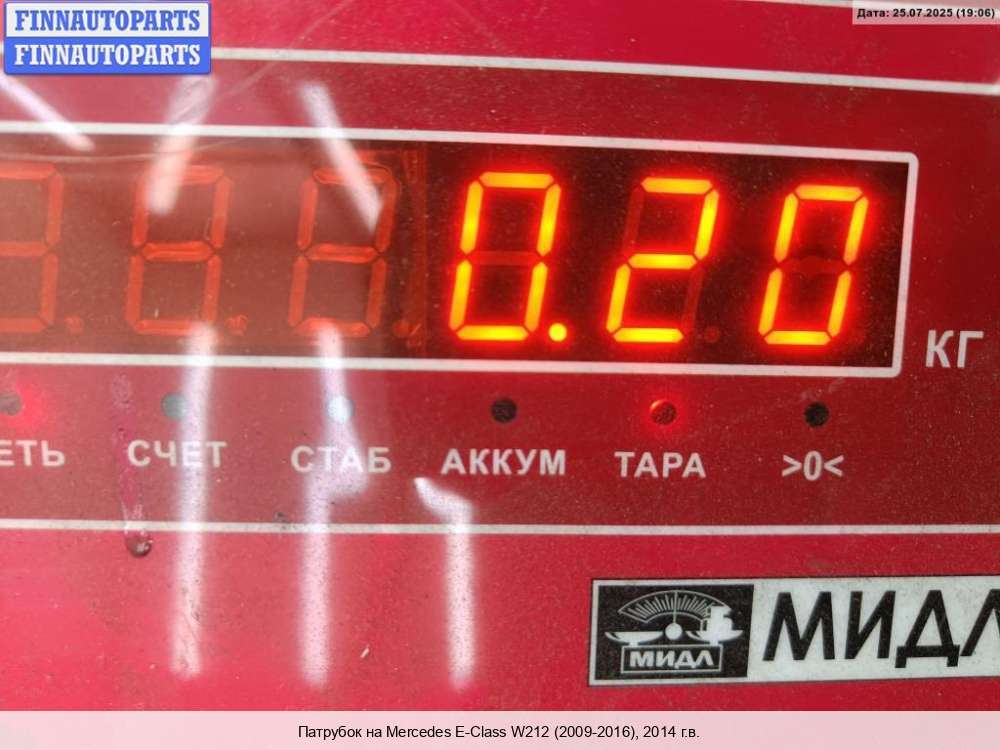 FINNAUTOPARTS
FINNAUTOPARTS
Дата: 25.07.2025 (19:06)
0.20
КГ
ЕТЬ СЧЕТ СТАБ АККУМ ТАРА >0<
МИДЛ
МИДЛ
Патрубок на Mercedes E-Class W212 (2009-2016), 2014 г.в.